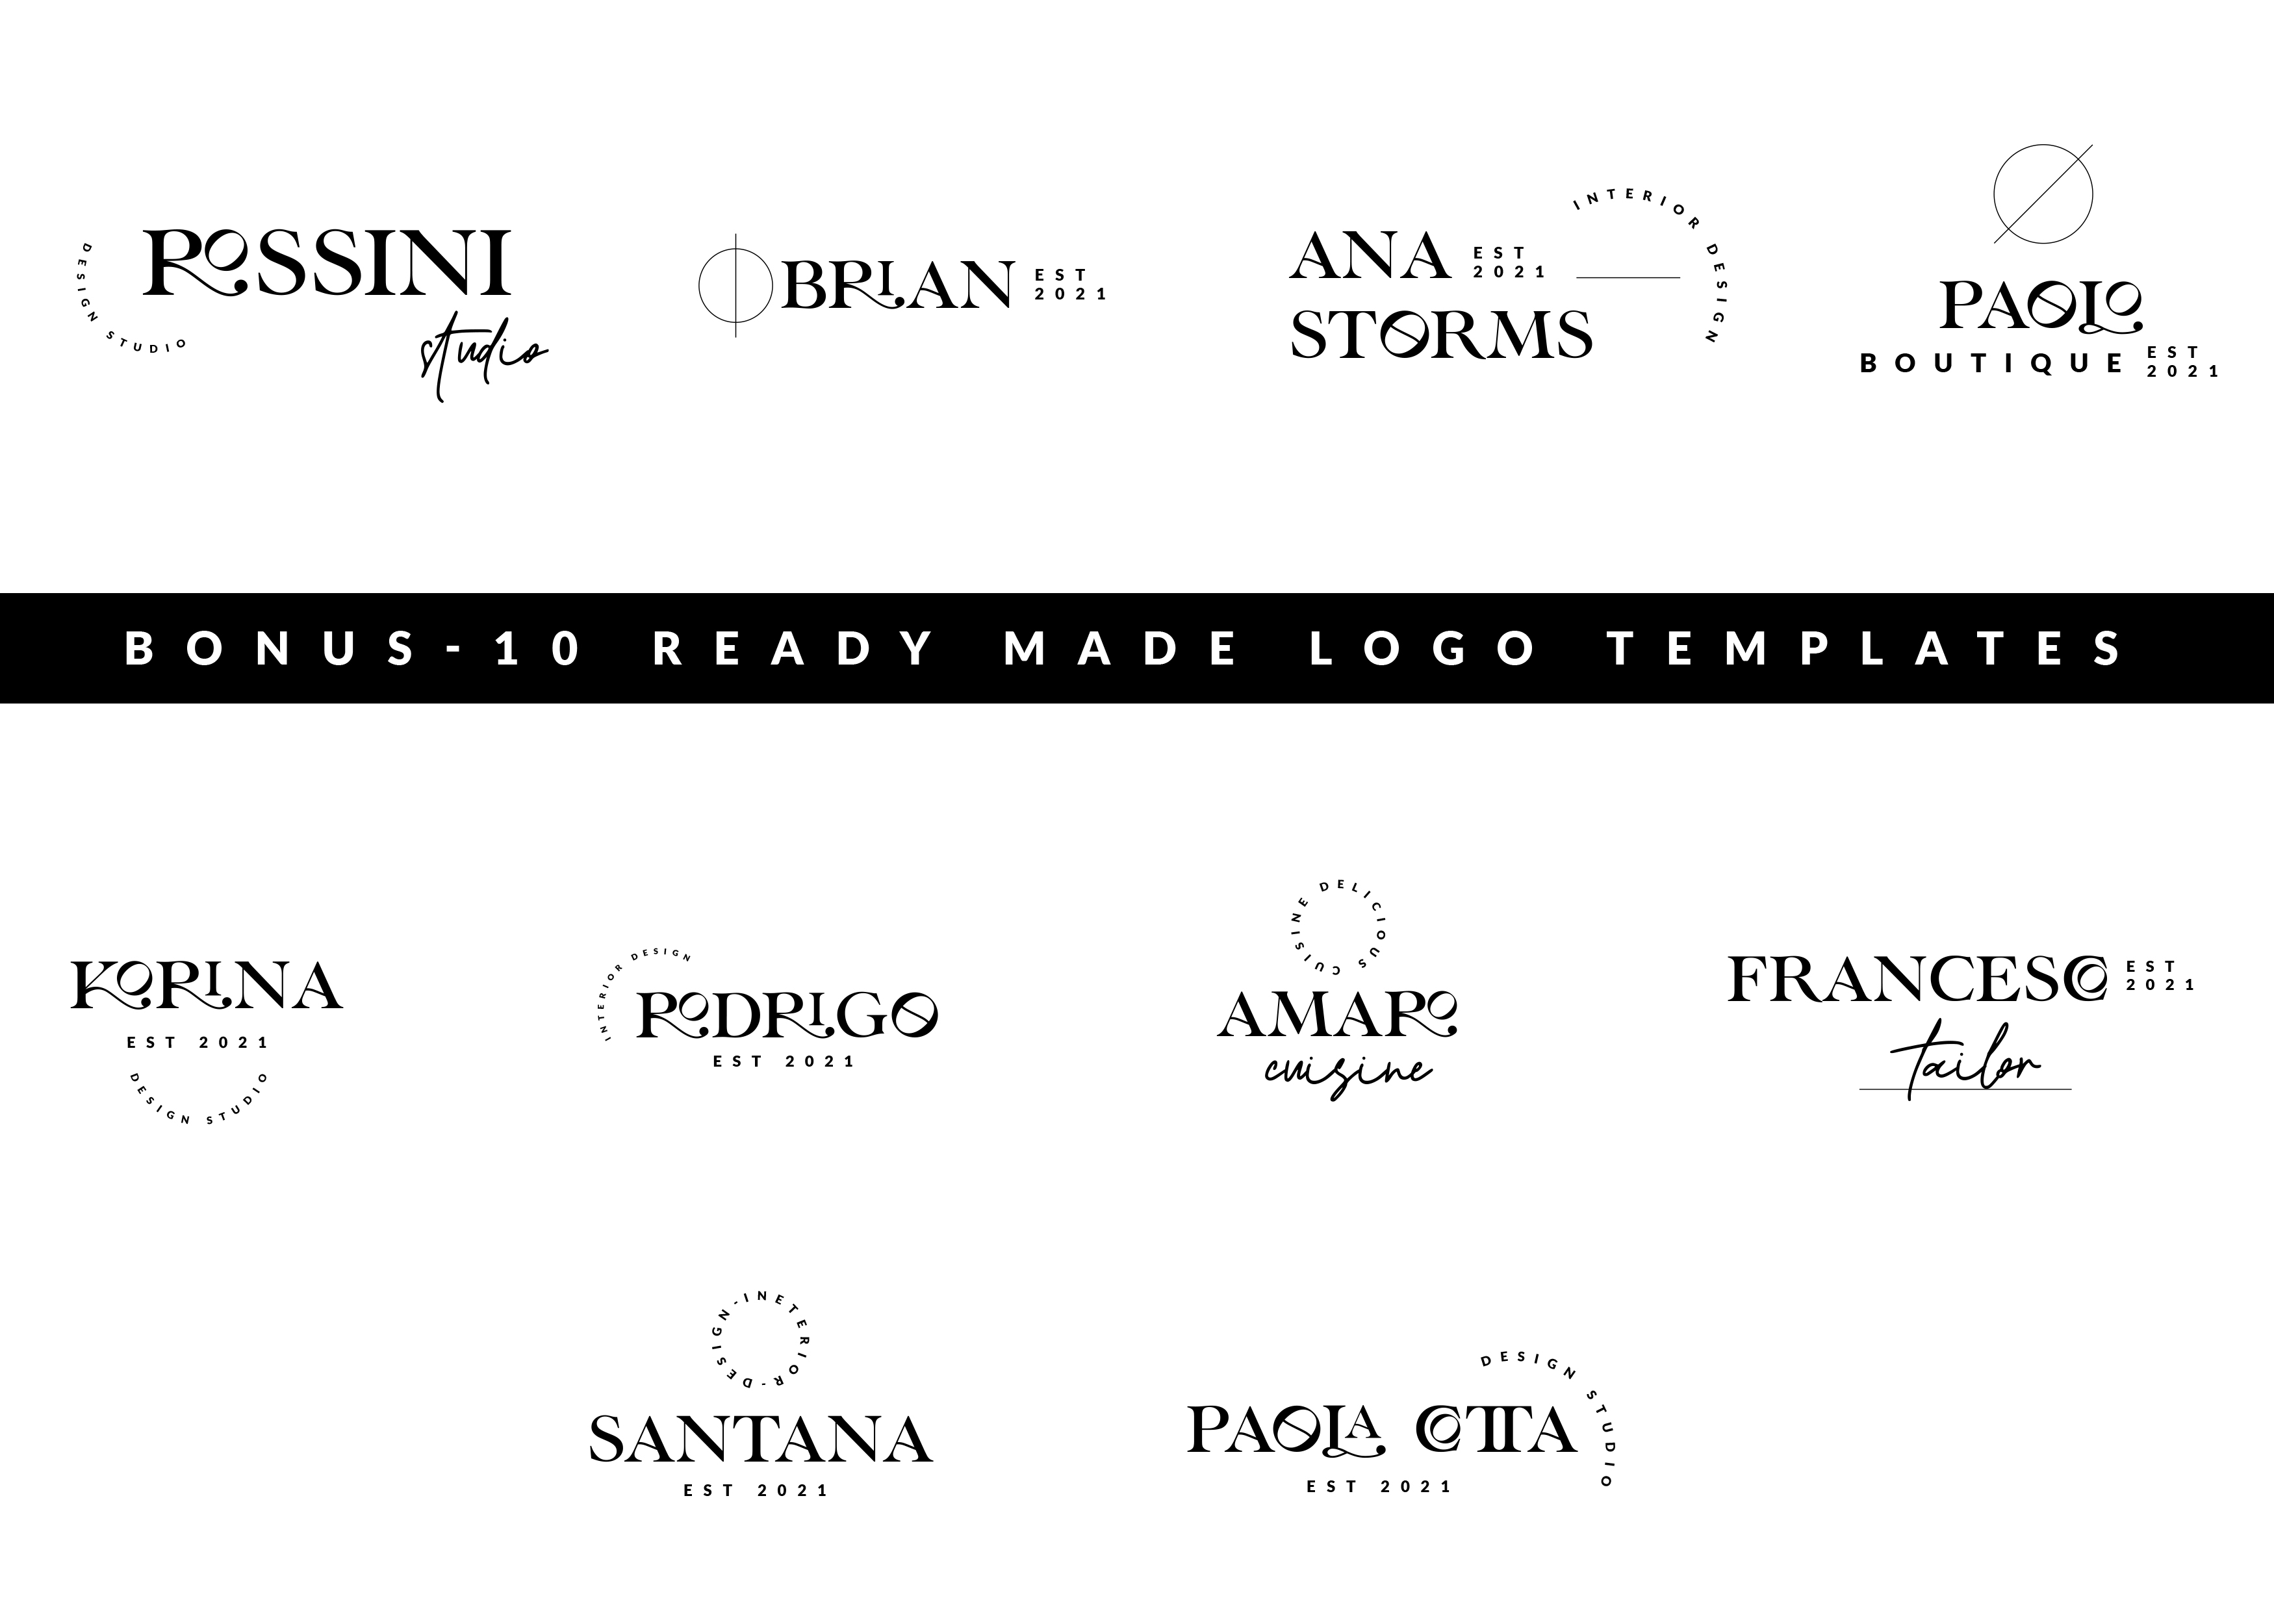 DESIGN STUDIO
ROSSINI
studio
BRIAN
EST
2021
ANA
STORMS
EST
2021
INTERIOR DESIGN
PAOLO
BOUTIQUE
EST
2021
BONUS-10 READY MADE LOGO TEMPLATES
KORINA
EST 2021
DESIGN STUDIO
INTERIOR DESIGN
RODRIGO
EST 2021
DELICIOUS CUISINE
AMARO
cuisine
FRANCESCO
EST
2021
tailor
INETERIOR-DESIGN-
SANTANA
EST 2021
DESIGN STUDIO
PAOLA COTTA
EST 2021